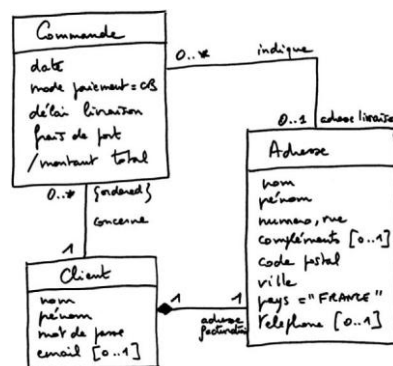 Commande
date
mode paiement = CB
délai livraison
frais de port
/montant total
0..*
indique
0..1
adresse livraison
0..*
{ordered}
concerne
1
Adresse
nom
prénom
numero, rue
compléments [0..1]
code postal
ville
pays = "FRANCE"
telephone [0..1]
Client
nom
prénom
mot de passe
email [0..1]
1
1
adresse